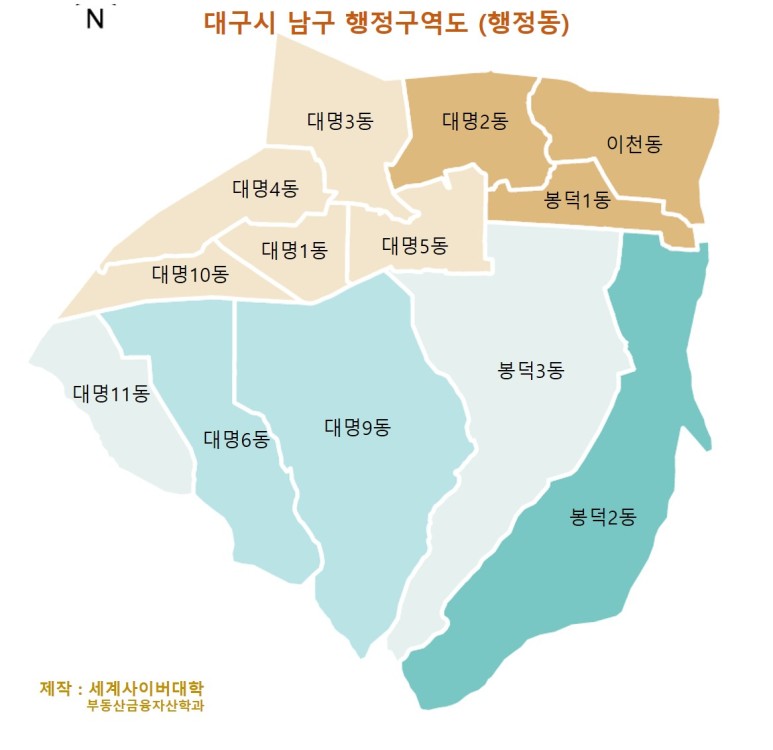 N
대구시 남구 행정구역도 (행정동)
대명3동
대명2동
이천동
대명4동
봉덕1동
대명1동
대명5동
대명10동
봉덕3동
대명11동
대명6동
대명9동
봉덕2동
제작 : 세계사이버대학
부동산금융자산학과